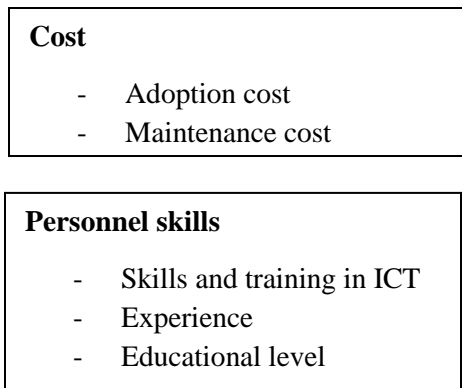 Cost
- Adoption cost
- Maintenance cost
Personnel skills
- Skills and training in ICT
- Experience
- Educational level